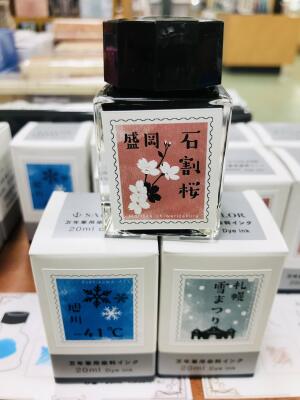 盛岡
石割桜
Morioka Ishiwarizakura
旭川
-41℃
万年筆用染料インク
20ml Dye ink
札幌
雪まつり
万年筆用染料インク
20ml Dye ink